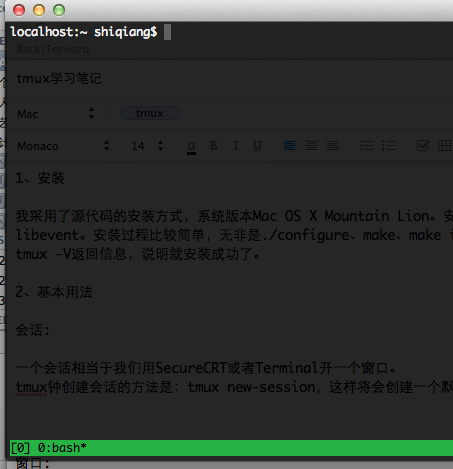 localhost:~ shiqiang$
Back/Forward
tmux学习笔记
Mac
tmux
Monaco
14
a B I U
1、安装
我采用了源代码的安装方式，系统版本Mac OS X Mountain Lion。安
libevent。安装过程比较简单，无非是./configure、make、make
tmux -V返回信息，说明就安装成功了。
2、基本用法
会话：
一个会话相当于我们用SecureCRT或者Terminal开一个窗口。
tmux钟创建会话的方法是：tmux new-session，这样将会创建一个默
[0] 0:bash*
窗口：